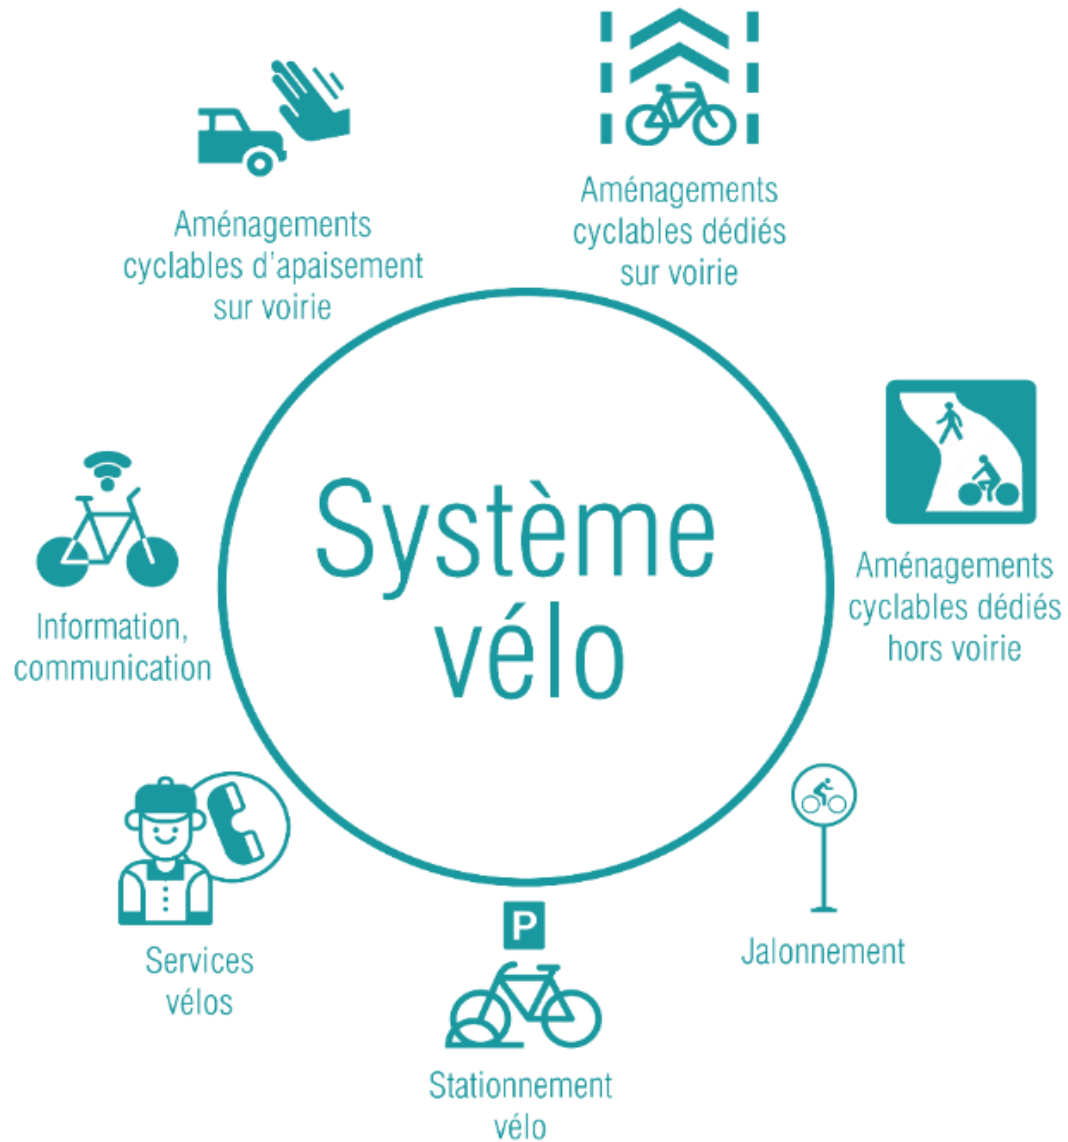 Aménagements
cyclables dédiés
sur voirie
Aménagements
cyclables d'apaisement
sur voirie
Aménagements
cyclables dédiés
hors voirie
Système
vélo
Information,
communication
Jalonnement
Services
vélos
P
Stationnement
vélo